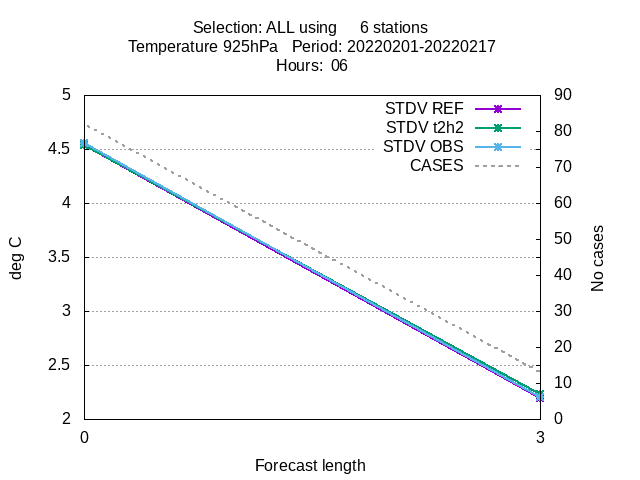 Selection: ALL using     6 stations
Temperature 925hPa   Period: 20220201-20220217
Hours:  06
5
4.5
4
3.5
3
2.5
2
deg C
90
80
70
60
50
40
30
20
10
0
No cases
STDV REF
STDV t2h2
STDV OBS
CASES
0
3
Forecast length